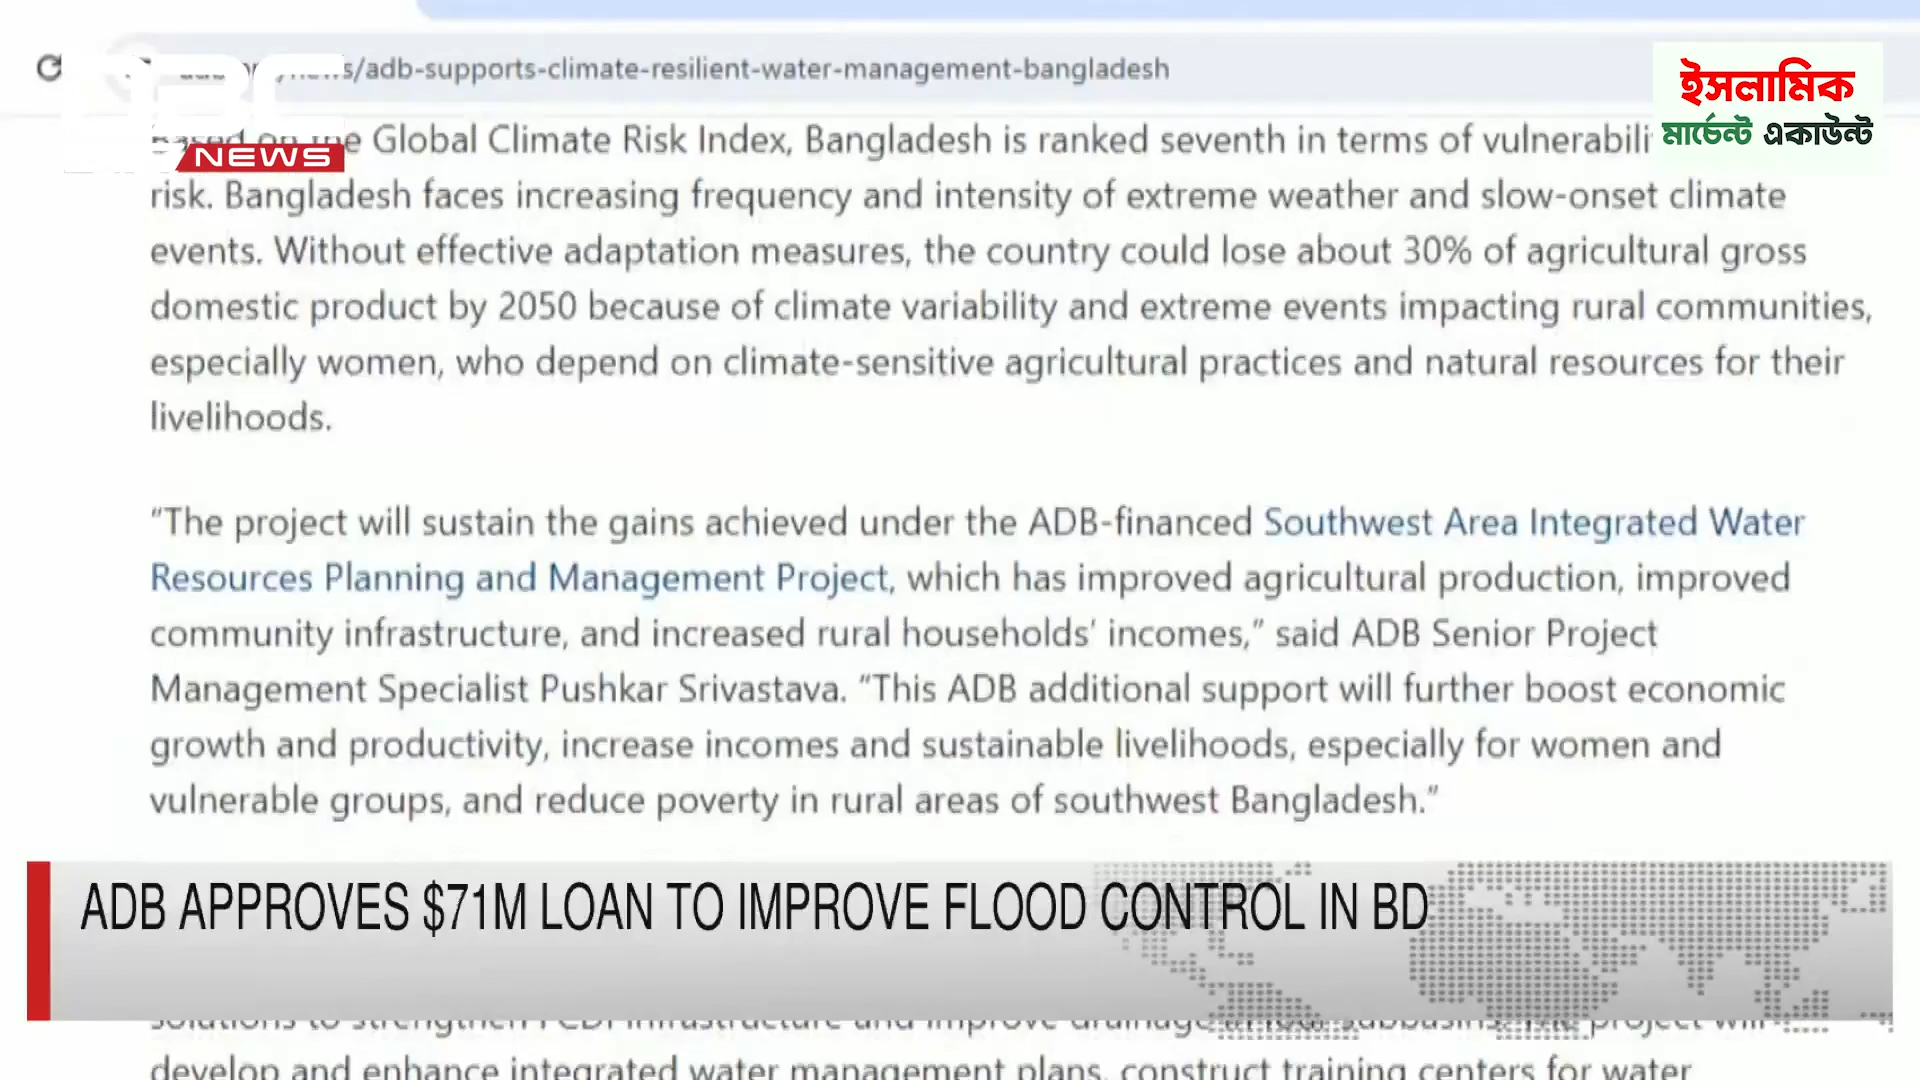 /adb-supports-climate-resilient-water-management-bangladesh
ইসলামিক
মার্চেন্ট একাউন্ট
NEWS
Global Climate Risk Index, Bangladesh is ranked seventh in terms of
risk. Bangladesh faces increasing frequency and intensity of extreme weather and slow-onset climate
events. Without effective adaptation measures, the country could lose about 30% of agricultural gross
domestic product by 2050 because of climate variability and extreme events impacting rural communities,
especially women, who depend on climate-sensitive agricultural practices and natural resources for their
livelihoods.
“The project will sustain the gains achieved under the ADB-financed Southwest Area Integrated Water
Resources Planning and Management Project, which has improved agricultural production, improved
community infrastructure, and increased rural households’ incomes,” said ADB Senior Project
Management Specialist Pushkar Srivastava. “This ADB additional support will further boost economic
growth and productivity, increase incomes and sustainable livelihoods, especially for women and
vulnerable groups, and reduce poverty in rural areas of southwest Bangladesh.”
ADB APPROVES $71M LOAN TO IMPROVE FLOOD CONTROL IN BD
develop and enhance integrated water management plans, construct training centers for water